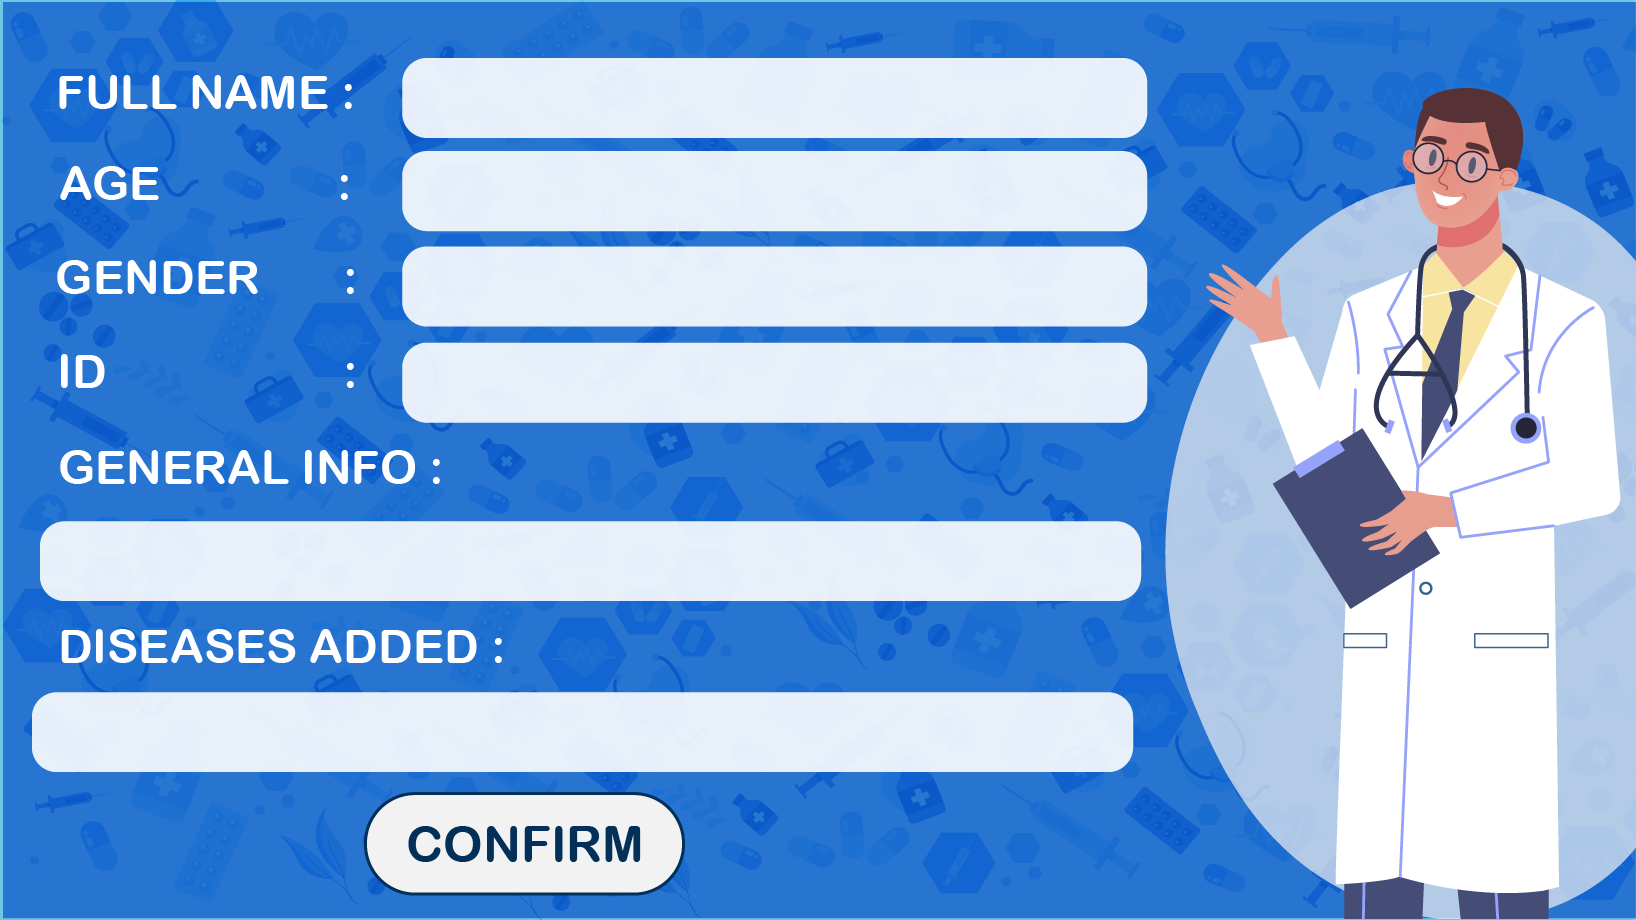 FULL NAME :
AGE :
GENDER :
ID :
GENERAL INFO :
DISEASES ADDED :
CONFIRM